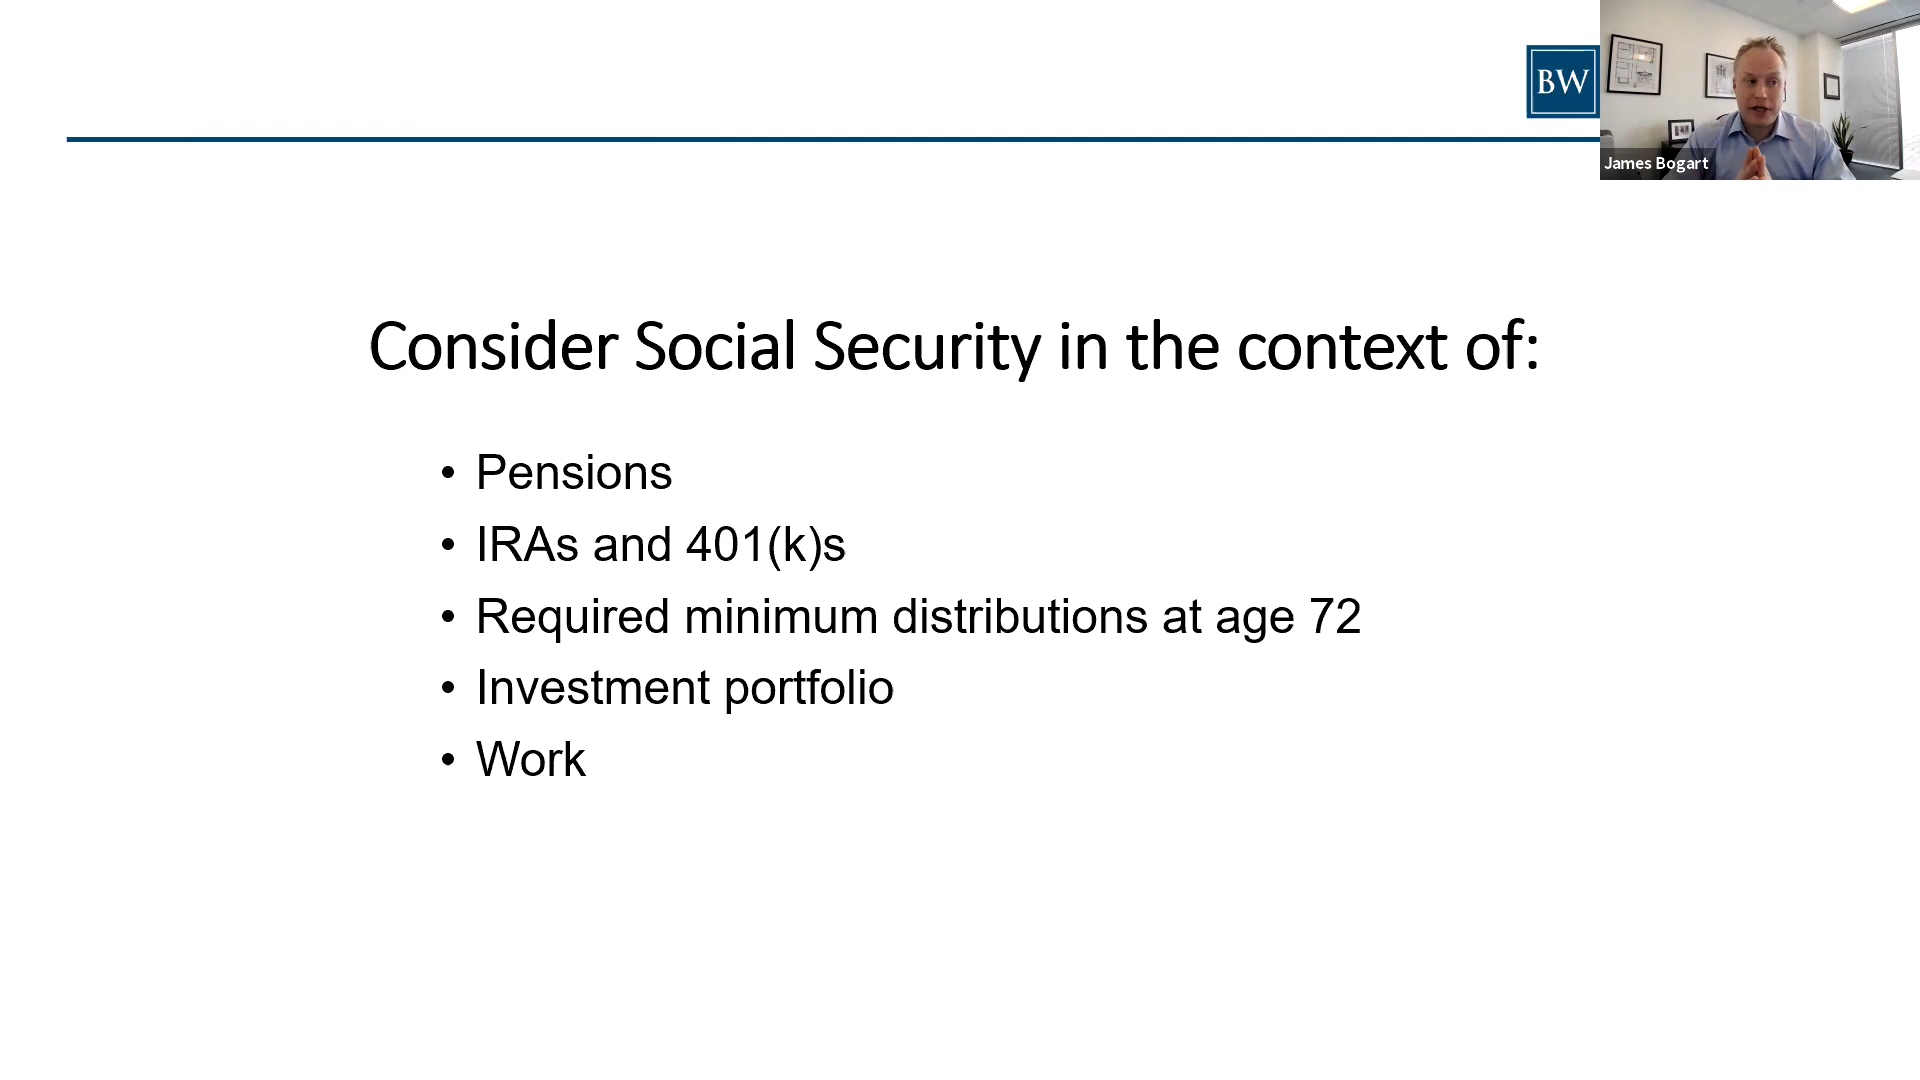 BW
James Bogart
Consider Social Security in the context of:
• Pensions
• IRAs and 401(k)s
• Required minimum distributions at age 72
• Investment portfolio
• Work